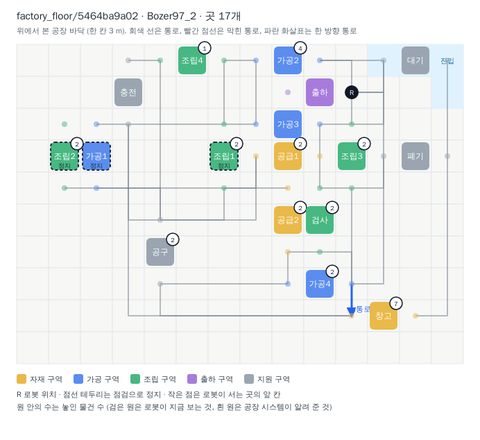 factory_floor/5464ba9a02 · Bozer97_2 · 곳 17개
위에서 본 공장 바닥 (한 칸 3 m). 회색 선은 통로, 빨간 점선은 막힌 통로, 파란 화살표는 한 방향 통로
조립4 1
가공2 4
대기
진입
충전
출하
R
가공3
조립2 2 정지
가공1 정지
조립1 2 정지
공급1 2
조립3 2
폐기
공급2 2
검사 2
공구 2
가공4 2
통로
창고 7
자재 구역
가공 구역
조립 구역
출하 구역
지원 구역
R 로봇 위치 · 점선 테두리는 점검으로 정지 · 작은 점은 로봇이 서는 곳의 앞 칸
원 안의 수는 놓인 물건 수 (검은 원은 로봇이 지금 보는 것, 흰 원은 공장 시스템이 알려 준 것)